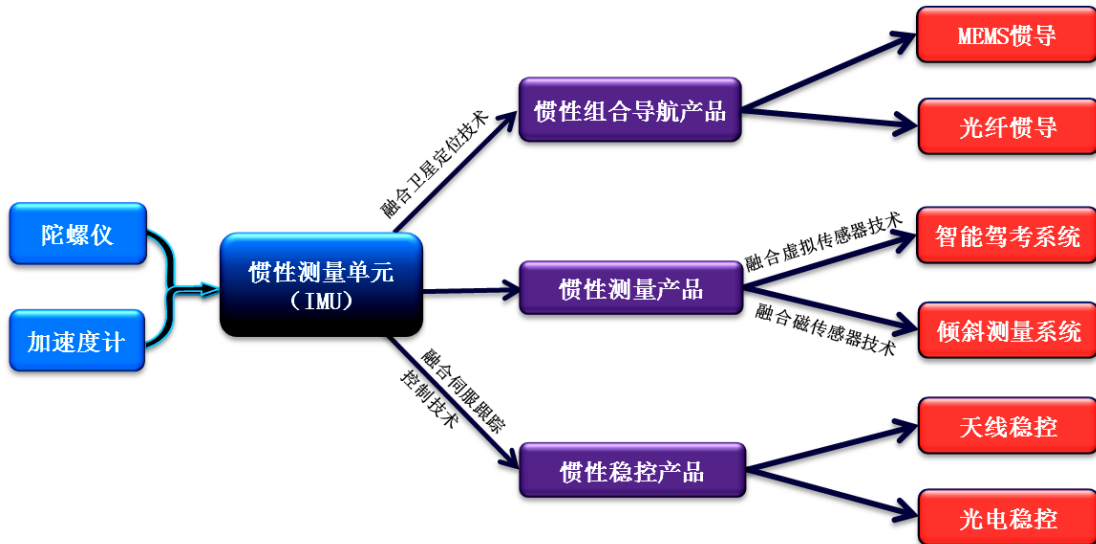 陀螺仪
加速度计
惯性测量单元
（IMU）
融合卫星定位技术
融合伺服跟踪
控制技术
惯性组合导航产品
惯性测量产品
惯性稳控产品
融合虚拟传感器技术
融合磁传感器技术
MEMS惯导
光纤惯导
智能驾考系统
倾斜测量系统
天线稳控
光电稳控